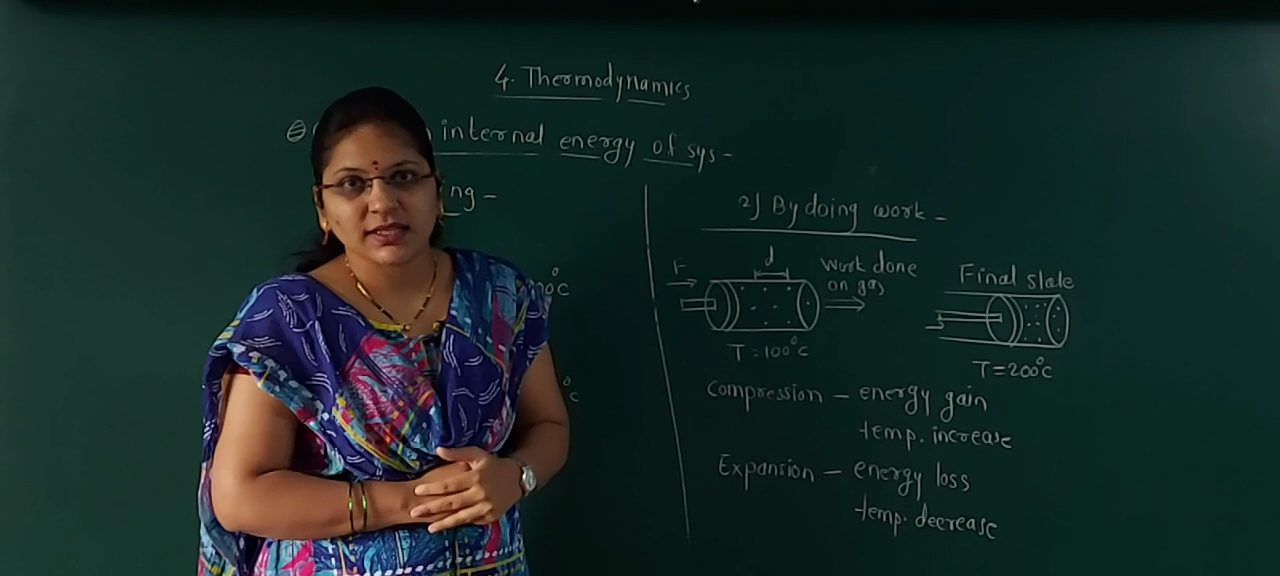 4. Thermodynamics
internal energy of sys-
ng -
2) By doing work -
F
d
Work done
on gas
Final state
0°c
T = 100°c
T = 200°c
Compression - energy gain
temp. increase
°c
Expansion - energy loss
temp. decrease